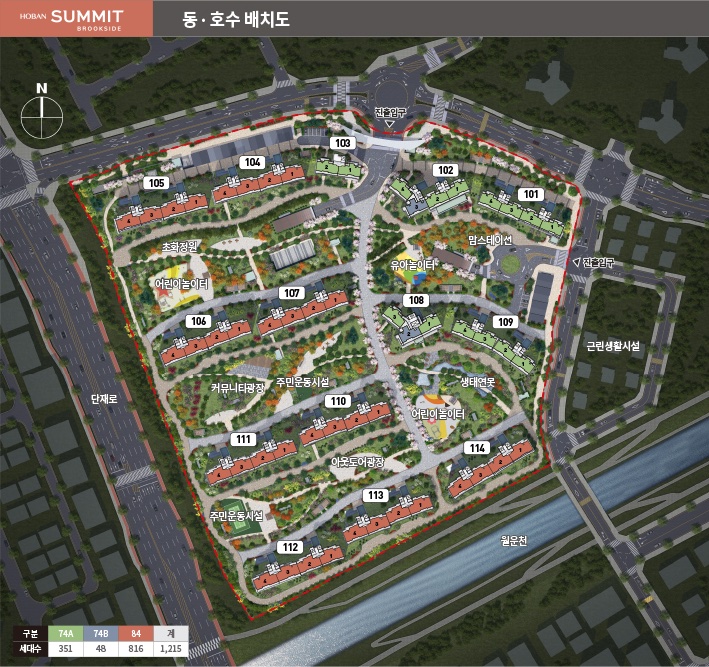 HOBAN SUMMIT
BROOKSIDE
동·호수 배치도
N
진출입구
103
104
102
105
101
초화정원
맘스테이션
유아놀이터
진출입구
어린이놀이터
107
108
106
109
근린생활시설
커뮤니티광장
주민운동시설
생태연못
단재로
110
어린이놀이터
111
114
아웃도어광장
113
주민운동시설
월운천
112
구분 74A 74B 84 계
세대수 351 48 816 1,215